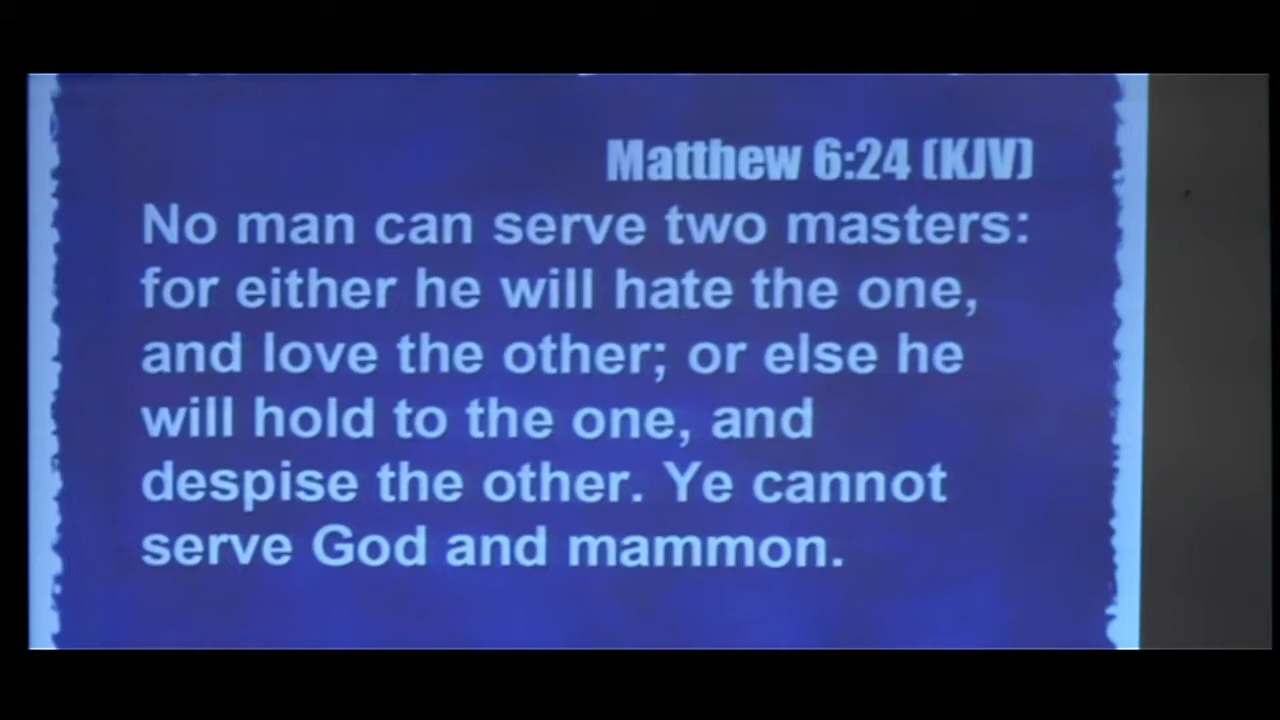 Matthew 6:24 (KJV)
No man can serve two masters:
for either he will hate the one,
and love the other; or else he
will hold to the one, and
despise the other. Ye cannot
serve God and mammon.